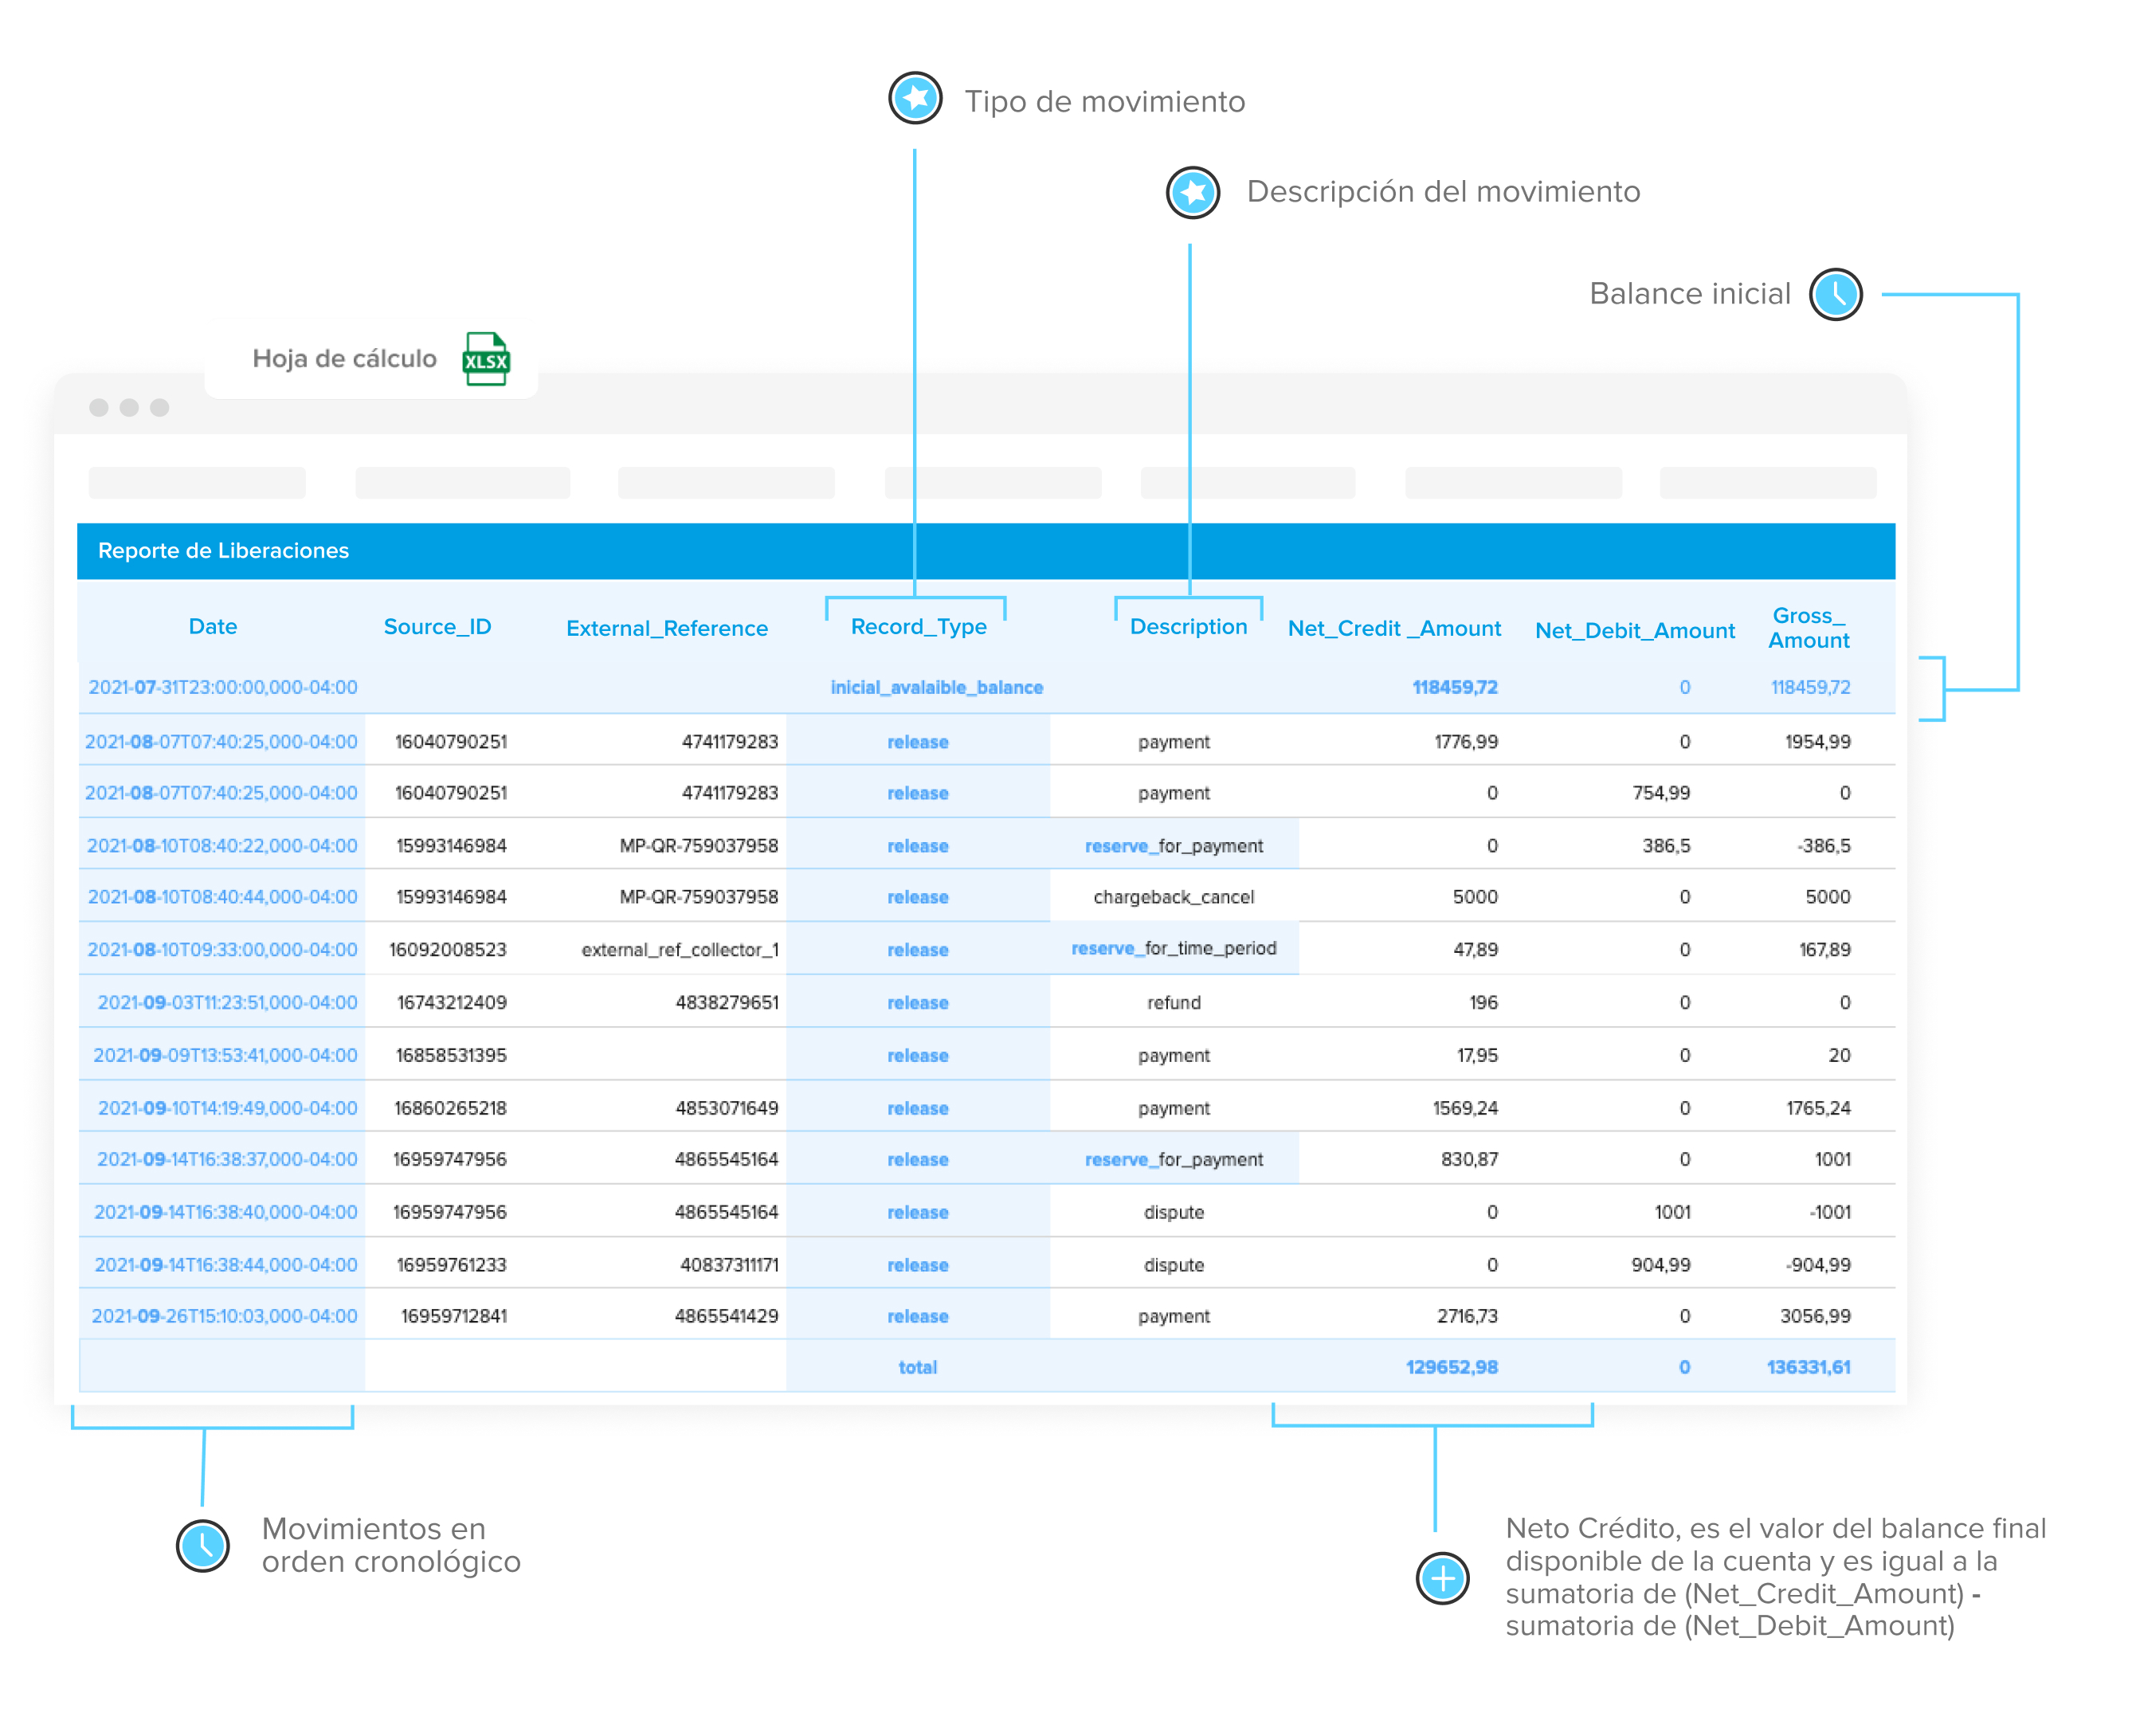 Tipo de movimiento
Descripción del movimiento
Balance inicial
Hoja de cálculo XLSX
Reporte de Liberaciones
Date Source_ID External_Reference Record_Type Description Net_Credit _Amount Net_Debit_Amount Gross_
Amount
2021-07-31T23:00:00,000-04:00 inicial_avalaible_balance 118459,72 0 118459,72
2021-08-07T07:40:25,000-04:00 16040790251 4741179283 release payment 1776,99 0 1954,99
2021-08-07T07:40:25,000-04:00 16040790251 4741179283 release payment 0 754,99 0
2021-08-10T08:40:22,000-04:00 15993146984 MP-QR-759037958 release reserve_for_payment 0 386,5 -386,5
2021-08-10T08:40:44,000-04:00 15993146984 MP-QR-759037958 release chargeback_cancel 5000 0 5000
2021-08-10T09:33:00,000-04:00 16092008523 external_ref_collector_1 release reserve_for_time_period 47,89 0 167,89
2021-09-03T11:23:51,000-04:00 16743212409 4838279651 release refund 196 0 0
2021-09-09T13:53:41,000-04:00 16858531395 release payment 17,95 0 20
2021-09-10T14:19:49,000-04:00 16860265218 4853071649 release payment 1569,24 0 1765,24
2021-09-14T16:38:37,000-04:00 16959747956 4865545164 release reserve_for_payment 830,87 0 1001
2021-09-14T16:38:40,000-04:00 16959747956 4865545164 release dispute 0 1001 -1001
2021-09-14T16:38:44,000-04:00 16959761233 40837311171 release dispute 0 904,99 -904,99
2021-09-26T15:10:03,000-04:00 16959712841 4865541429 release payment 2716,73 0 3056,99
total 129652,98 0 136331,61
Movimientos en
orden cronológico
Neto Crédito, es el valor del balance final
disponible de la cuenta y es igual a la
sumatoria de (Net_Credit_Amount) -
sumatoria de (Net_Debit_Amount)